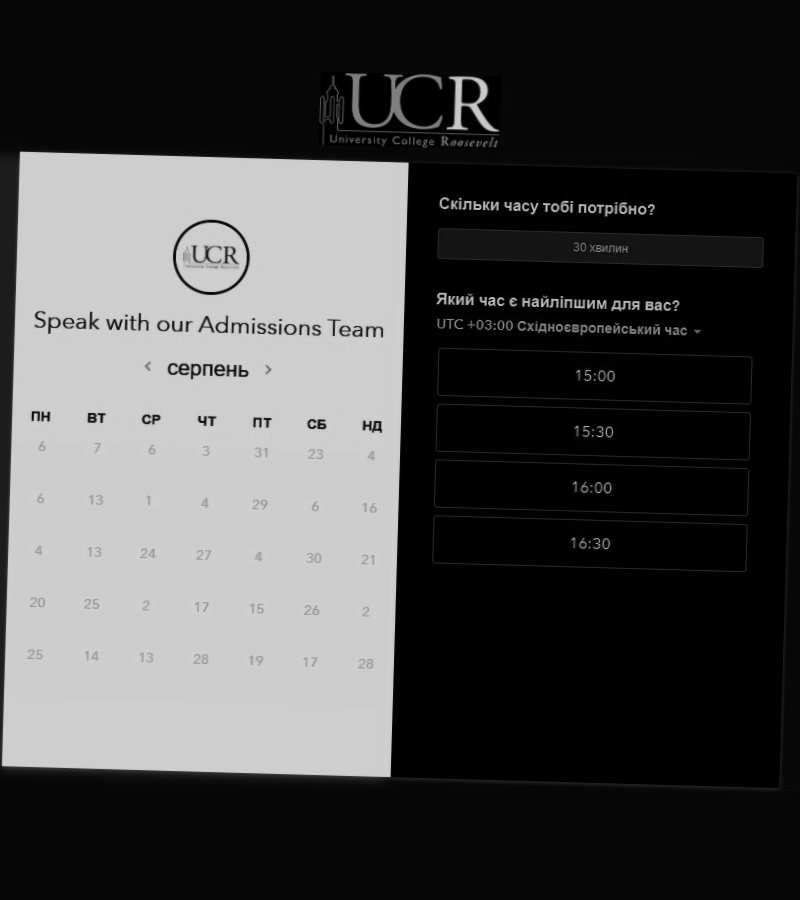 UCR
University College Roosevelt
UCR
Speak with our Admissions Team
серпень
ПН ВТ СР ЧТ ПТ СБ НД
6 7 6 3 31 23 4
6 13 1 4 29 6 16
4 13 24 27 4 30 21
20 25 2 17 15 26 2
25 14 13 28 19 17 28
Скільки часу тобі потрібно?
30 хвилин
Який час є найліпшим для вас?
UTC +03:00 Східноєвропейський час
15:00
15:30
16:00
16:30